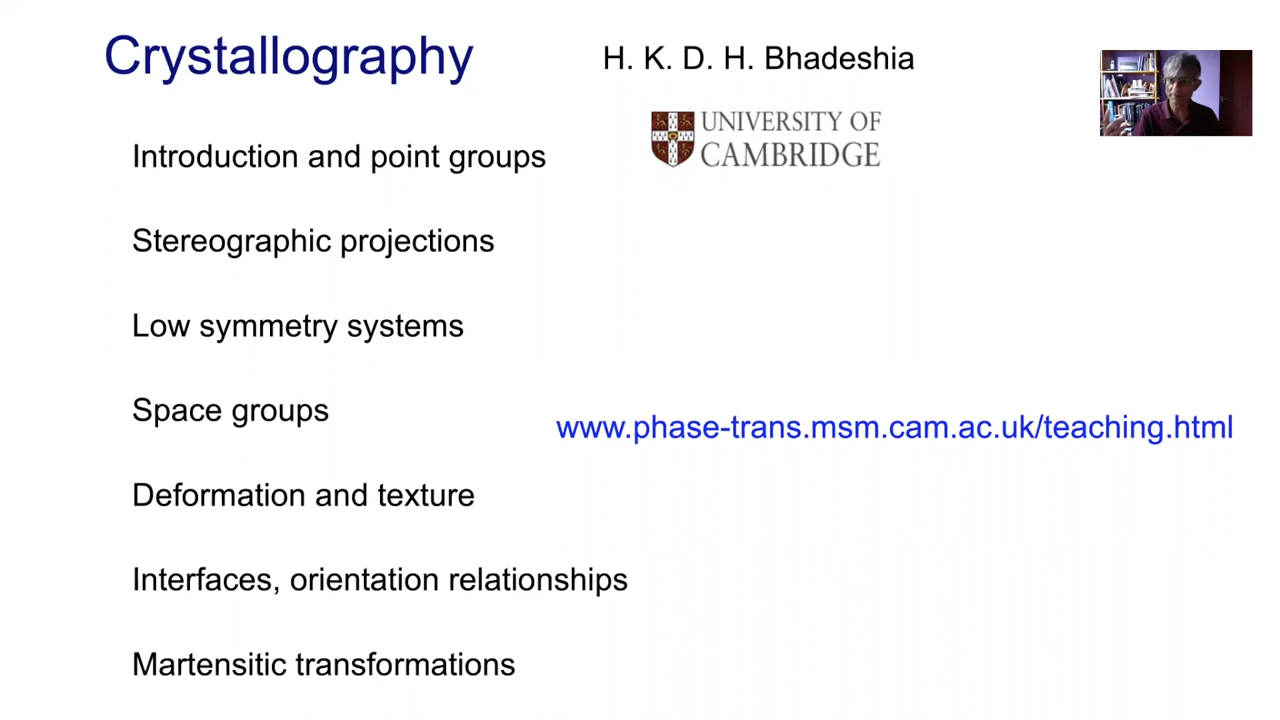 Crystallography
H. K. D. H. Bhadeshia
UNIVERSITY OF
CAMBRIDGE
Introduction and point groups
Stereographic projections
Low symmetry systems
Space groups
www.phase-trans.msm.cam.ac.uk/teaching.html
Deformation and texture
Interfaces, orientation relationships
Martensitic transformations